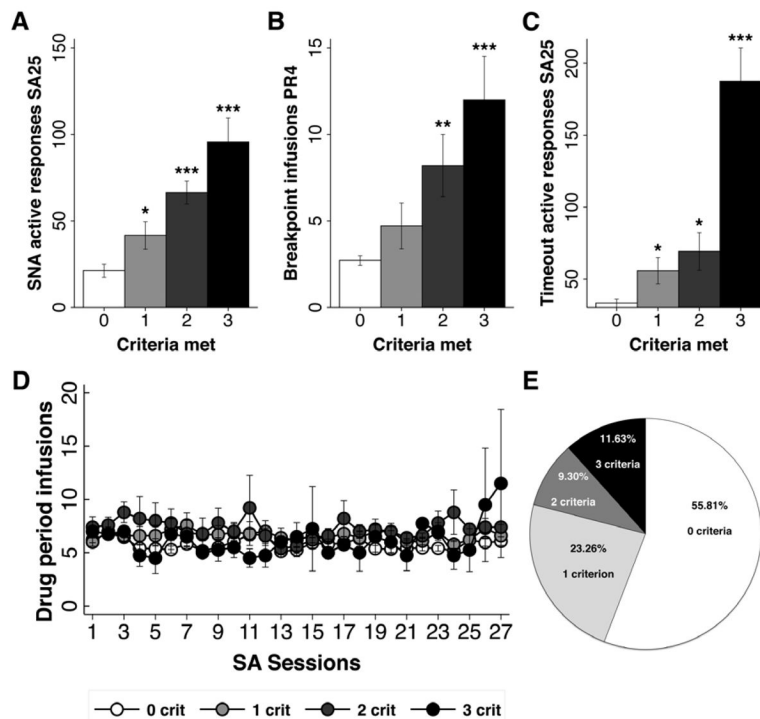 A
SNA active responses SA25
150
100
50
0
*
***
***
0 1 2 3
Criteria met
B
Breakpoint infusions PR4
15
10
5
0
**
***
0 1 2 3
Criteria met
C
Timeout active responses SA25
200
150
100
50
*
*
***
0 1 2 3
Criteria met
D
Drug period infusions
20
15
10
5
0
1 3 5 7 9 11 13 15 17 19 21 23 25 27
SA Sessions
0 crit 1 crit 2 crit 3 crit
E
11.63%
3 criteria
9.30%
2 criteria
55.81%
0 criteria
23.26%
1 criterion